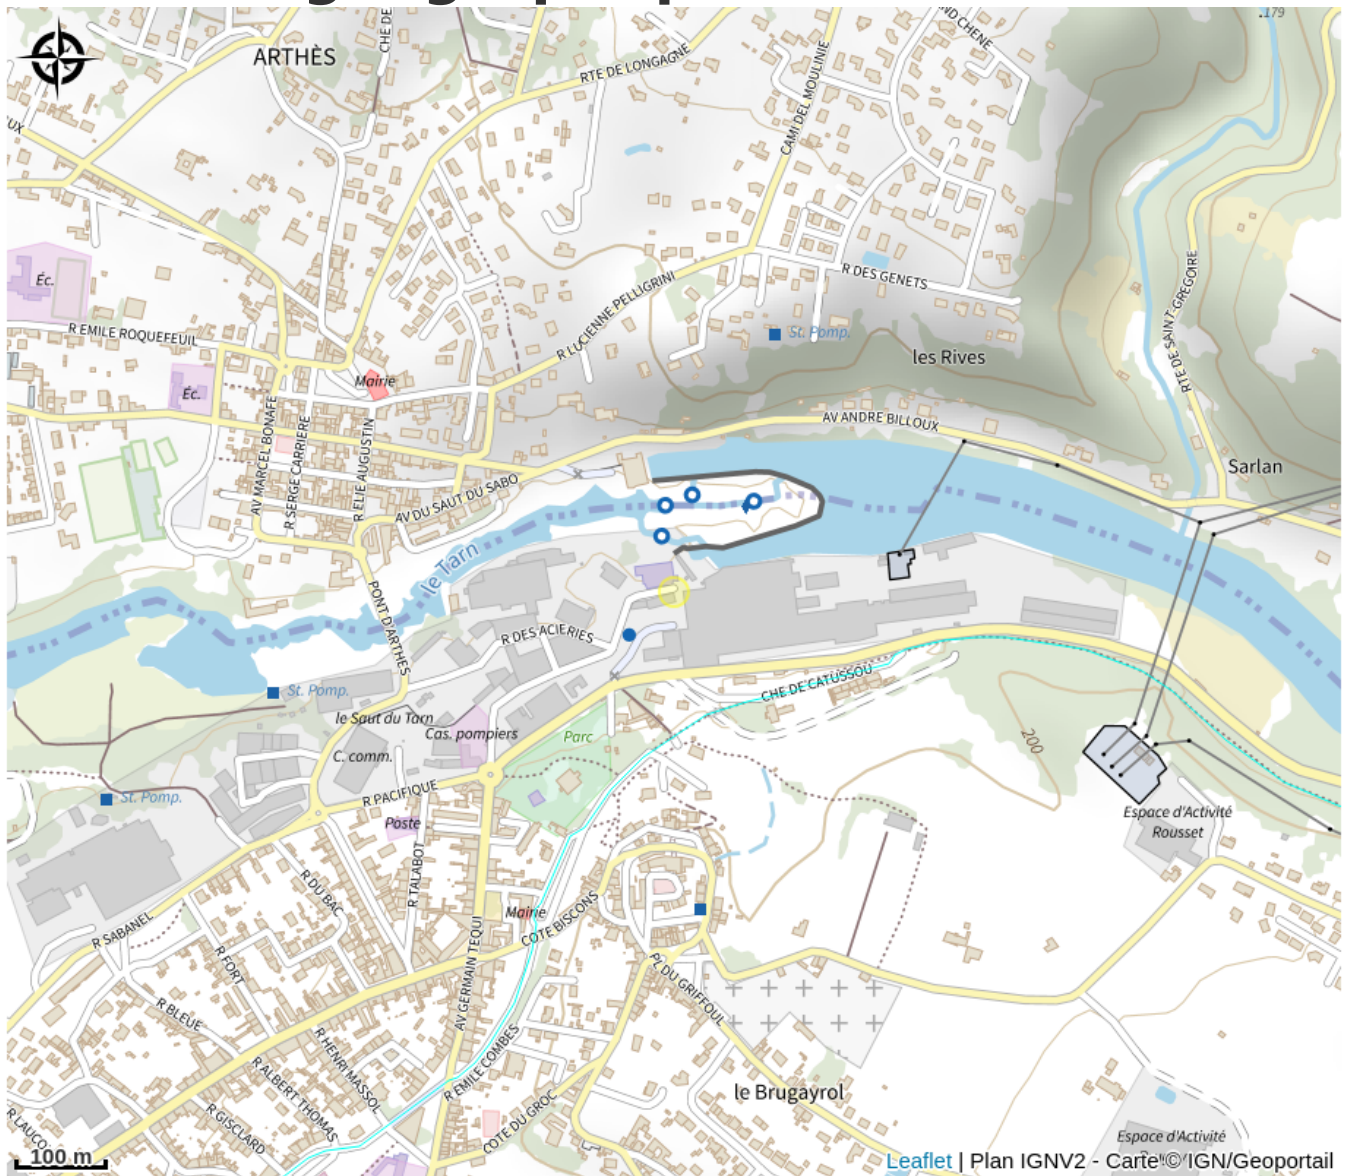 179
ND CHENE
CHE DE
ARTHÈS
RTE DE LONGAGNE
CAMI DEL MOULINIE
UX
R DES GENETS
Éc.
R LUCIENNE PELLIGRINI
RTE DE SAINT-GREGOIRE
R EMILE ROQUEFEUIL
St. Pomp.
les Rives
Mairie
Éc.
AV ANDRE BILLOUX
AV MARCEL BONAFE
R SERGE CARRIERE
R ELIE AUGUSTIN
Sarlan
AV DU SAUT DU SABO
le Tarn
PONT D'ARTHES
R DES ACIERIES
St. Pomp.
CHE DE CATUSSOU
le Saut du Tarn
Cas. pompiers
Parc
200
C. comm.
R PACIFIQUE
St. Pomp.
Espace d'Activité
Rousset
Poste
R TALABOT
R DU BAC
Mairie
COTE BISCONS
R SABANEL
R FORT
AV GERMAIN TEQUI
PL DU GRIFFOUL
R BLEUE
R HENRI MASSOL
R EMILE COMBES
R ALBERT THOMAS
le Brugayrol
R GISCLARD
COTE DU GROC
R LAUCO
Espace d'Activité
100 m
Leaflet | Plan IGNV2 - Carte © IGN/Geoportail